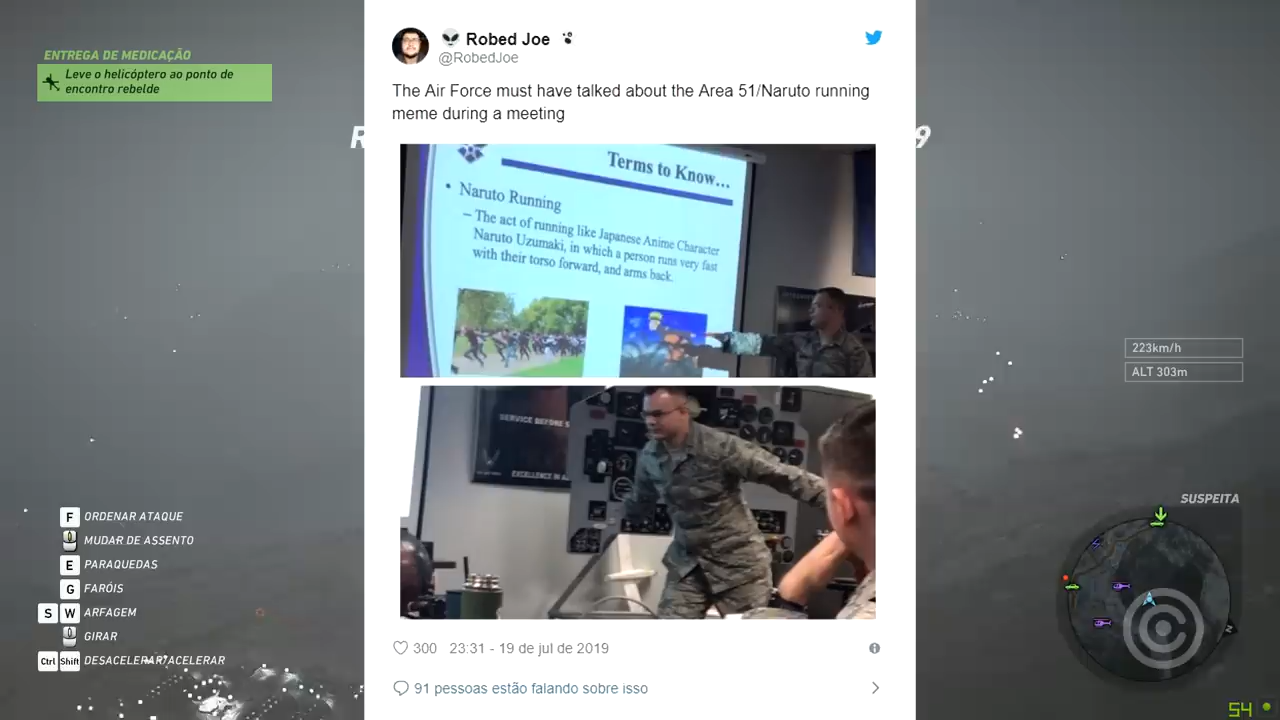 ENTREGA DE MEDICAÇÃO
Leve o helicóptero ao ponto de
encontro rebelde
R
9
Robed Joe
@RobedJoe
The Air Force must have talked about the Area 51/Naruto running
meme during a meeting
Terms to Know...
• Naruto Running
– The act of running like Japanese Anime Character
Naruto Uzumaki, in which a person runs very fast
with their torso forward, and arms back.
SERVICE BEFORE S
EXCELLENCE IN A
300 23:31 - 19 de jul de 2019
91 pessoas estão falando sobre isso
223km/h
ALT 303m
F ORDENAR ATAQUE
MUDAR DE ASSENTO
E PARAQUEDAS
G FARÓIS
S W ARFAGEM
GIRAR
Ctrl Shift DESACELERAR/ACELERAR
SUSPEITA
N
54